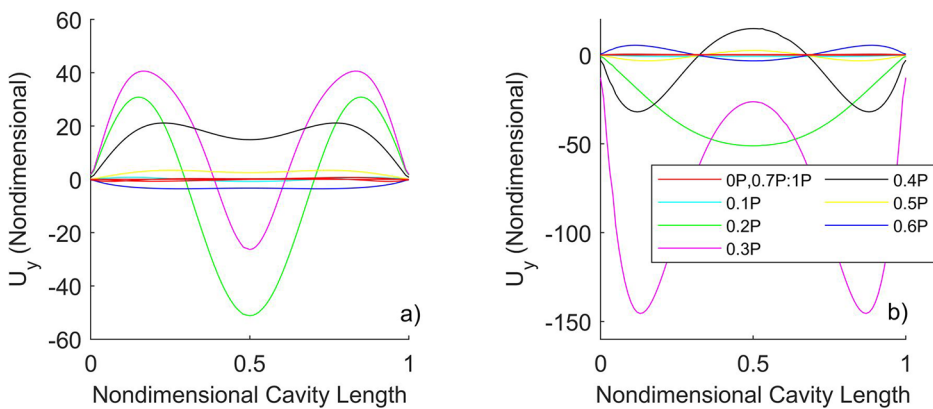 60
40
20
0
-20
-40
-60
0
0.5
1
U_y (Nondimensional)
Nondimensional Cavity Length
a)
0
-50
-100
-150
0
0.5
1
U_y (Nondimensional)
Nondimensional Cavity Length
b)
0P,0.7P:1P
0.1P
0.2P
0.3P
0.4P
0.5P
0.6P